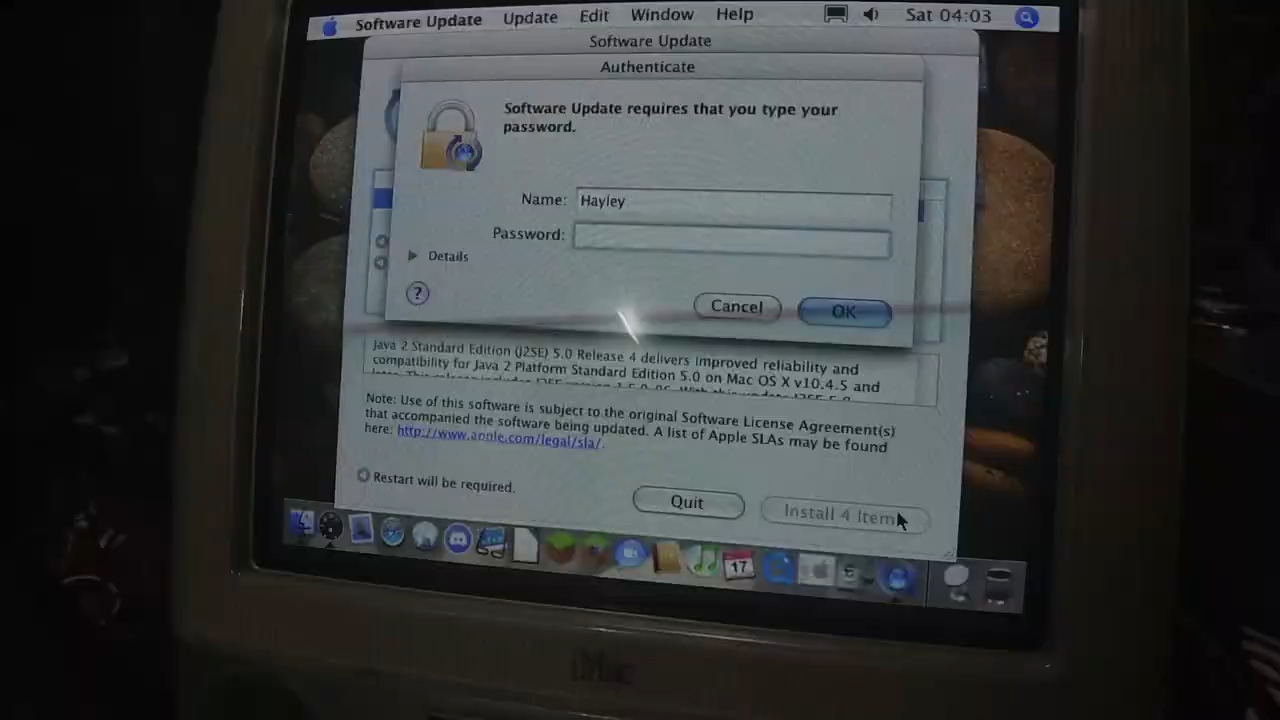 Software Update Update Edit Window Help Sat 04:03
Software Update
Authenticate
Software Update requires that you type your
password.
Name: Hayley
Password:
Details
?
Cancel OK
Java 2 Standard Edition (J2SE) 5.0 Release 4 delivers improved reliability and
compatibility for Java 2 Platform Standard Edition 5.0 on Mac OS X v10.4.5 and
Note: Use of this software is subject to the original Software License Agreement(s)
that accompanied the software being updated. A list of Apple SLAs may be found
here: http://www.apple.com/legal/sla/.
Restart will be required.
Quit Install 4 Item
17
iMac